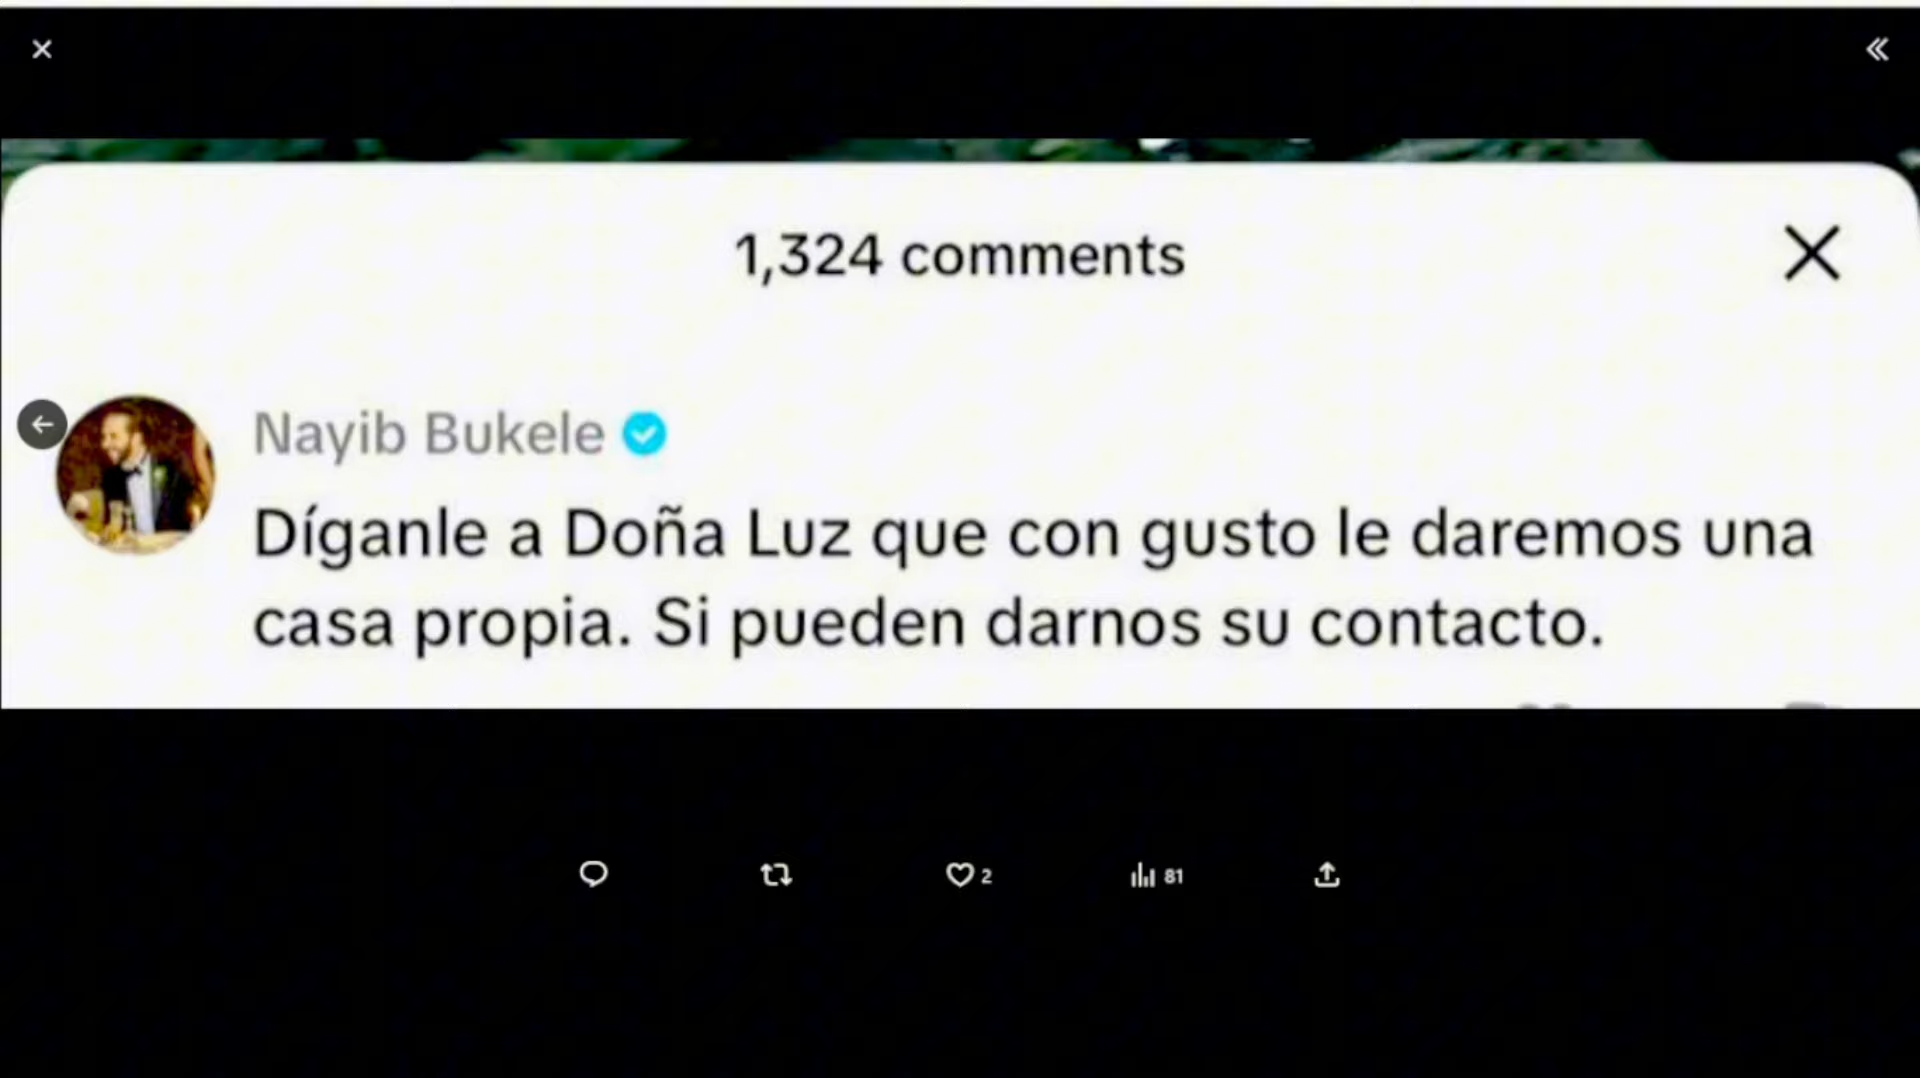 1,324 comments
Nayib Bukele
Díganle a Doña Luz que con gusto le daremos una
casa propia. Si pueden darnos su contacto.
2
81